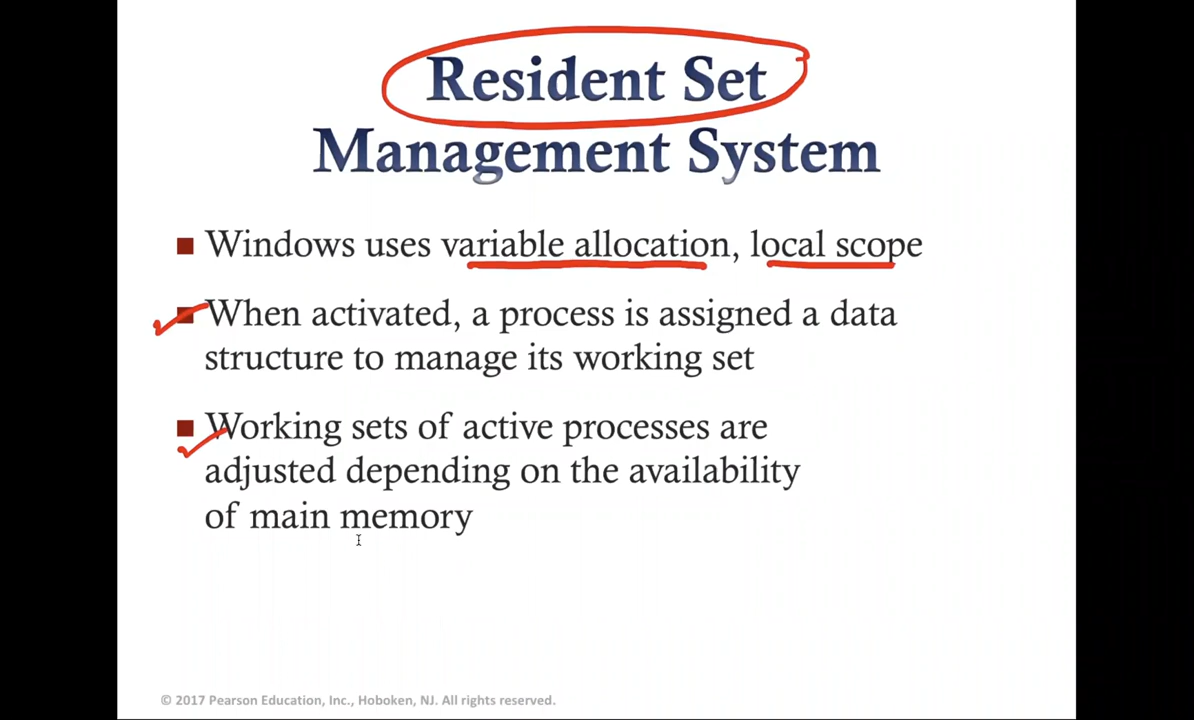 Resident Set
Management System
Windows uses variable allocation, local scope
When activated, a process is assigned a data
structure to manage its working set
Working sets of active processes are
adjusted depending on the availability
of main memory
© 2017 Pearson Education, Inc., Hoboken, NJ. All rights reserved.